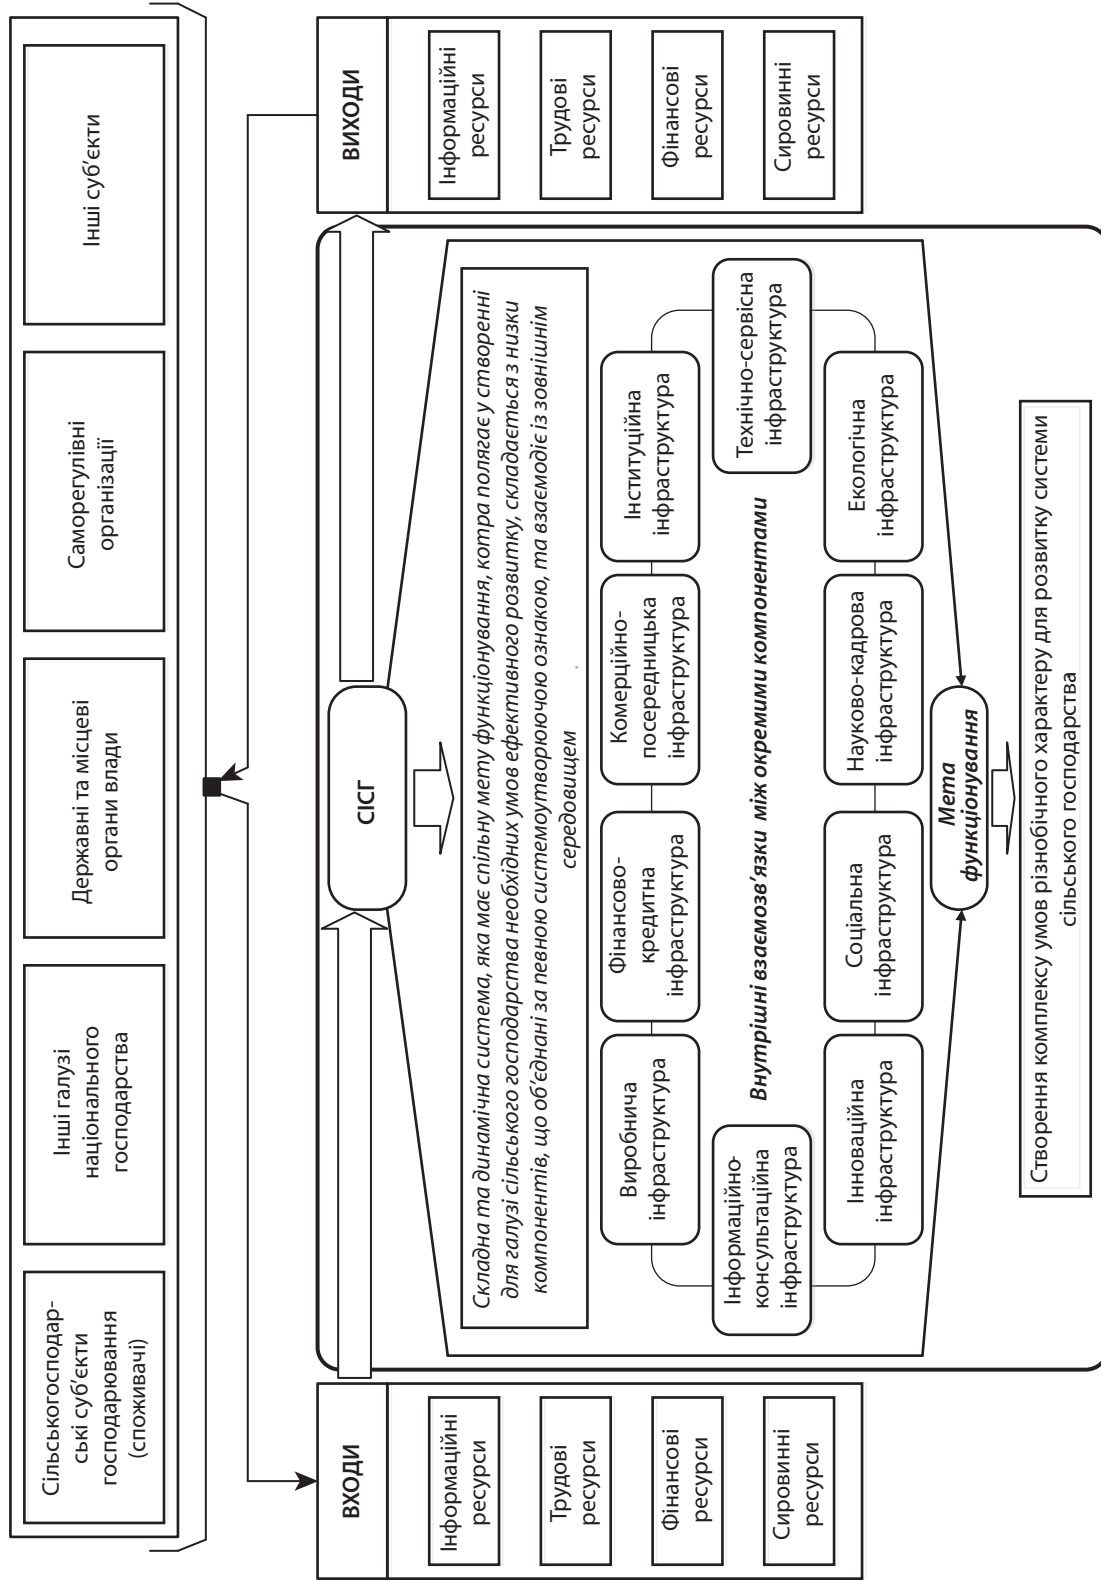 Сільськогосподар-
ські суб'єкти
господарювання
(споживачі)
Інші галузі
національного
господарства
Державні та місцеві
органи влади
Саморегулівні
організації
Інші суб'єкти
ВХОДИ
Інформаційні
ресурси
Трудові
ресурси
Фінансові
ресурси
Сировинні
ресурси
СІСГ
Складна та динамічна система, яка має спільну мету функціонування, котра полягає у створенні
для галузі сільського господарства необхідних умов ефективного розвитку, складається з низки
компонентів, що об'єднані за певною системоутворюючою ознакою, та взаємодіє із зовнішнім
середовищем
Виробнича
інфраструктура
Фінансово-
кредитна
інфраструктура
Комерційно-
посередницька
інфраструктура
Інституційна
інфраструктура
Інформаційно-
консультаційна
інфраструктура
Внутрішні взаємозв'язки між окремими компонентами
Технічно-сервісна
інфраструктура
Інноваційна
інфраструктура
Соціальна
інфраструктура
Науково-кадрова
інфраструктура
Екологічна
інфраструктура
Мета
функціонування
Створення комплексу умов різнобічного характеру для розвитку системи
сільського господарства
ВИХОДИ
Інформаційні
ресурси
Трудові
ресурси
Фінансові
ресурси
Сировинні
ресурси